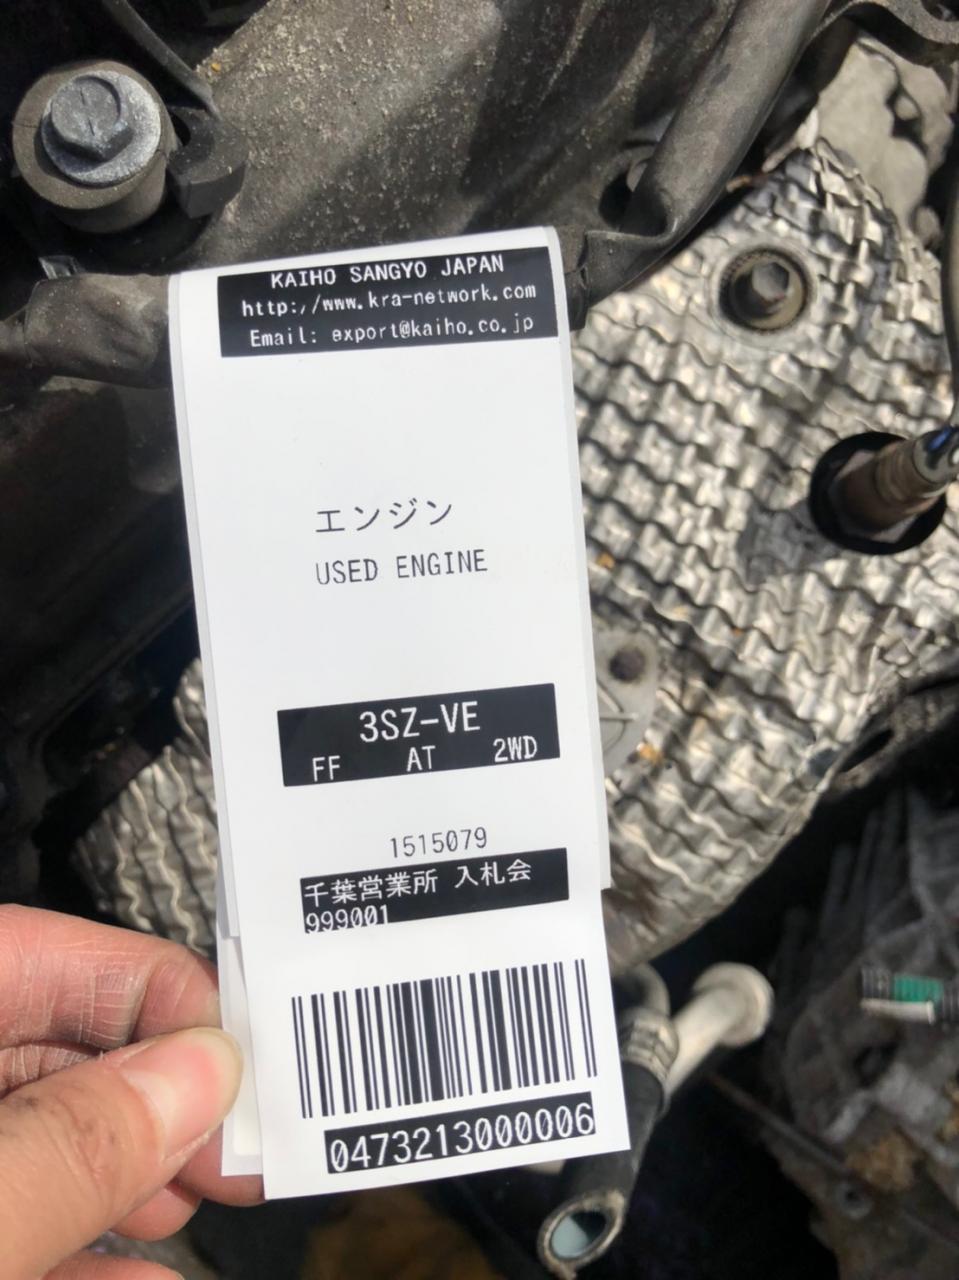 KAIHO SANGYO JAPAN
http://www.kra-network.com
Email: export@kaiho.co.jp
エンジン
USED ENGINE
3SZ-VE
FF AT 2WD
1515079
千葉営業所 入札会
999001
0473213000006